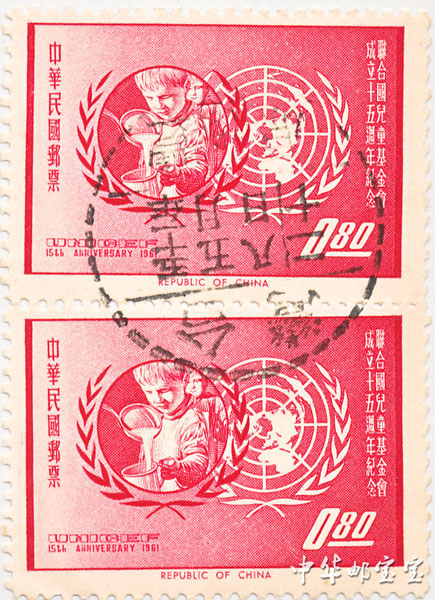 中華民國郵票
聯合國兒童基金會
成立十五週年紀念
UNICEF
15th ANNIVERSARY 1961
0.80
REPUBLIC OF CHINA
中華民國郵票
聯合國兒童基金會
成立十五週年紀念
UNICEF
15th ANNIVERSARY 1961
0.80
REPUBLIC OF CHINA
中华邮宝宝